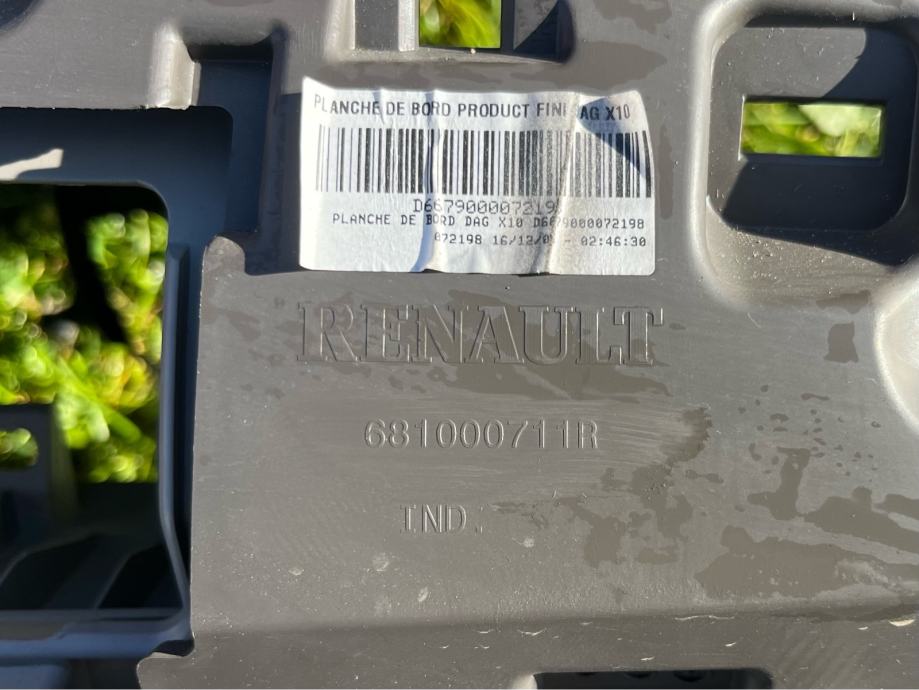 PLANCHE DE BORD PRODUCT FINI DAG X10
D667900007219
PLANCHE DE BORD DAG X10 D6679000072198
072198 16/12/0 - 02:46:30
RENAULT
681000711R
IND.